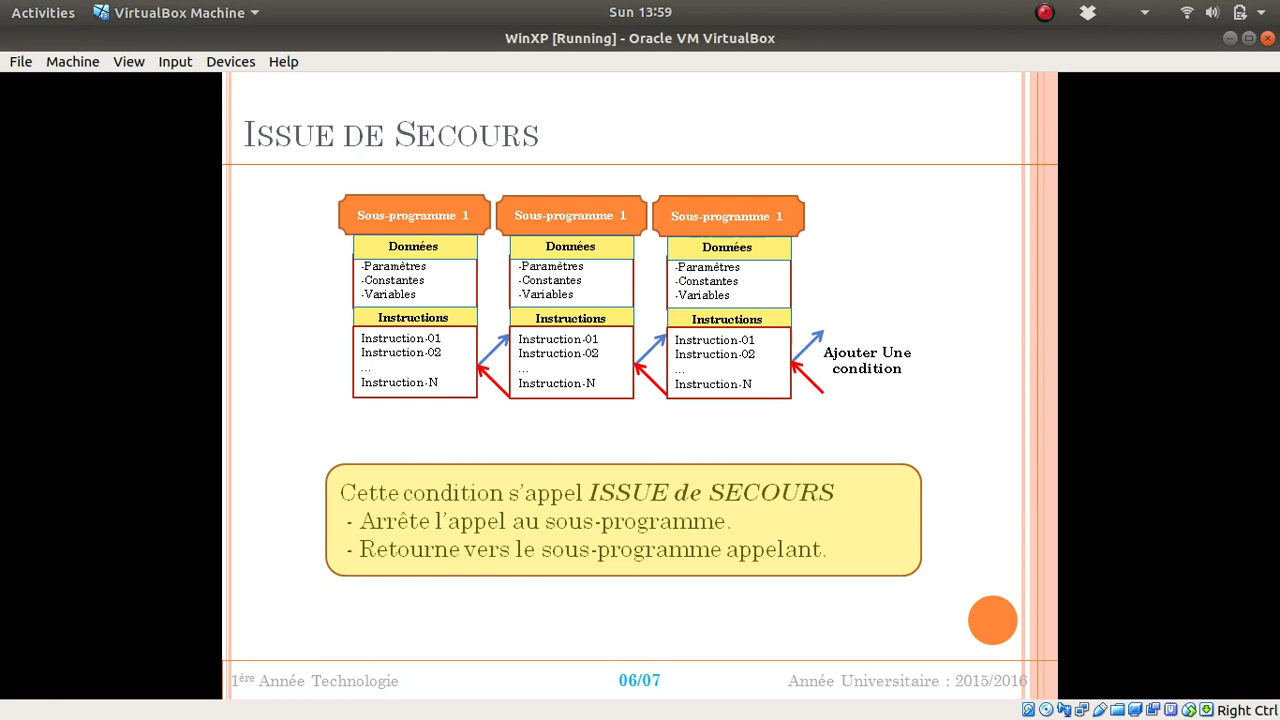 Activities VirtualBox Machine Sun 13:59
WinXP [Running] - Oracle VM VirtualBox
File Machine View Input Devices Help
ISSUE DE SECOURS
Sous-programme 1 Sous-programme 1 Sous-programme 1
Données Données Données
-Paramètres -Paramètres -Paramètres
-Constantes -Constantes -Constantes
-Variables -Variables -Variables
Instructions Instructions Instructions
Instruction-01 Instruction-01 Instruction-01
Instruction-02 Instruction-02 Instruction-02
... ... ...
Instruction-N Instruction-N Instruction-N
Ajouter Une
condition
Cette condition s'appel ISSUE de SECOURS
- Arrête l'appel au sous-programme.
- Retourne vers le sous-programme appelant.
1ère Année Technologie 06/07 Année Universitaire : 2015/2016
Right Ctrl